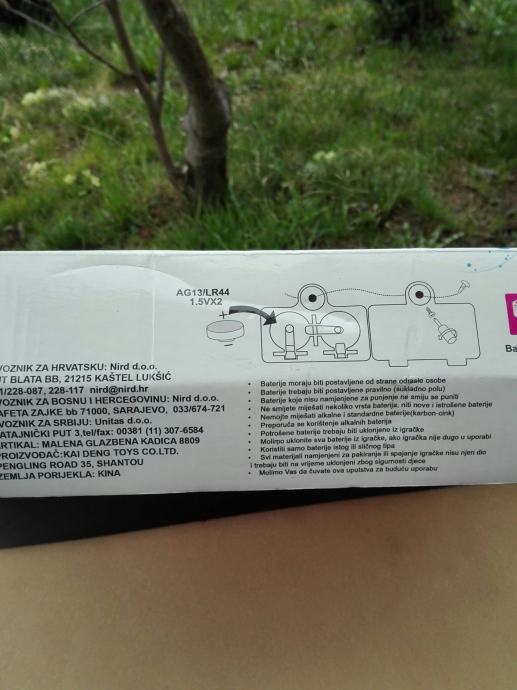 AG13/LR44
1.5VX2
+
VOZNIK ZA HRVATSKU: Nird d.o.o.
UT BLATA BB, 21215 KAŠTEL LUKŠIĆ
1/228-087, 228-117 nird@nird.hr
VOZNIK ZA BOSNU I HERCEGOVINU: Nird d.o.o.
AFETA ZAJKE bb 71000, SARAJEVO, 033/674-721
VOZNIK ZA SRBIJU: Unitas d.o.o.
ATAJNIČKI PUT 3,tel/fax: 00381 (11) 307-6584
ARTIKAL: MALENA GLAZBENA KADICA 8809
PROIZVOĐAČ:KAI DENG TOYS CO.LTD.
PENGLING ROAD 35, SHANTOU
ZEMLJA PORIJEKLA: KINA
• Baterije moraju biti postavljene od strane odrasle osobe
• Baterije trebaju biti postavljene pravilno (sukladno polu)
• Baterije koje nisu namjenjene za punjenje ne smiju se puniti
• Ne smijete miješati nekoliko vrsta baterije, niti nove i istrošene baterije
• Nemojte miješati alkalne i standardne baterije(karbon-cink)
• Preporuča se korištenje alkalnih baterija
• Potrošene baterije trebaju biti uklonjene iz igračke
• Molimo uklonite sva baterije iz igračke, ako igračka nije dugo u uporabi
• Koristiti samo baterije istog ili sličnog tipa
• Svi materijali namjenjeni za pakiranje ili spajanje igračke nisu njen dio
i trebaju biti na vrijeme uklonjeni zbog sigurnosti djece
• Molimo Vas da čuvate ova uputstva za buduću uporabu
Ba